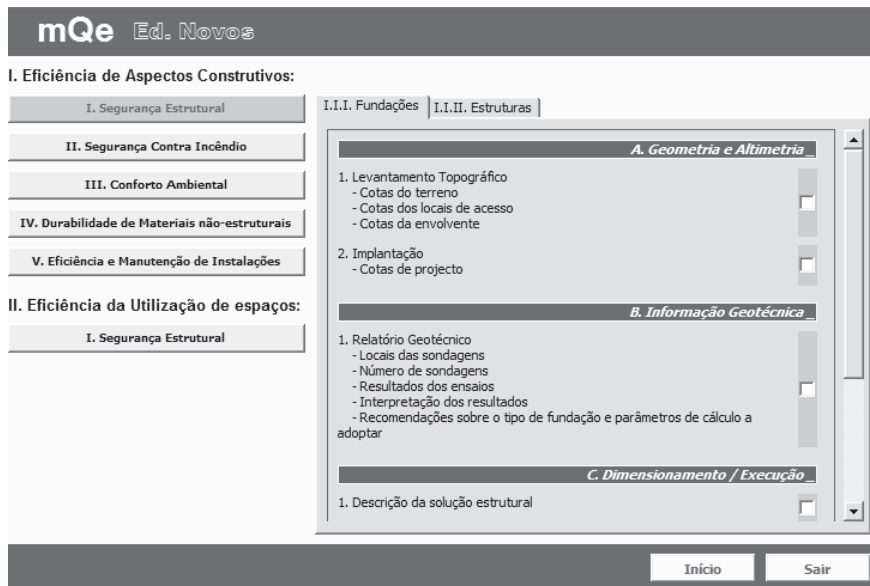 mQe Ed. Novos
I. Eficiência de Aspectos Construtivos:
I. Segurança Estrutural
II. Segurança Contra Incêndio
III. Conforto Ambiental
IV. Durabilidade de Materiais não-estruturais
V. Eficiência e Manutenção de Instalações
II. Eficiência da Utilização de espaços:
I. Segurança Estrutural
I.I.I. Fundações
I.I.II. Estruturas
A. Geometria e Altimetria _
1. Levantamento Topográfico
- Cotas do terreno
- Cotas dos locais de acesso
- Cotas da envolvente
2. Implantação
- Cotas de projecto
B. Informação Geotécnica _
1. Relatório Geotécnico
- Locais das sondagens
- Número de sondagens
- Resultados dos ensaios
- Interpretação dos resultados
- Recomendações sobre o tipo de fundação e parâmetros de cálculo a
adoptar
C. Dimensionamento / Execução _
1. Descrição da solução estrutural
Início
Sair